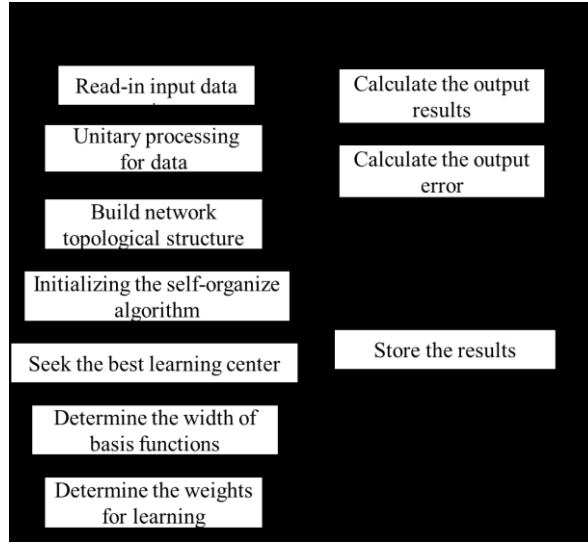 Read-in input data
Unitary processing
for data
Build network
topological structure
Initializing the self-organize
algorithm
Seek the best learning center
Determine the width of
basis functions
Determine the weights
for learning
Calculate the output
results
Calculate the output
error
Store the results